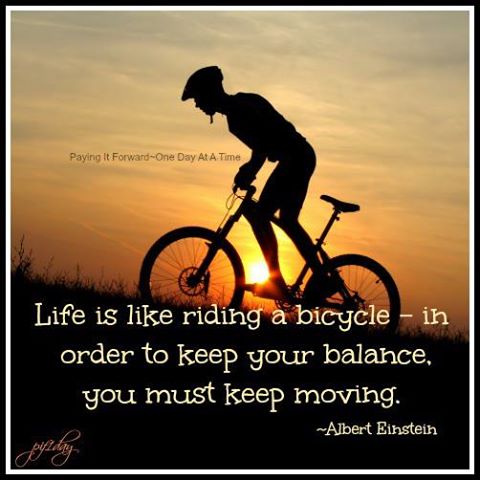 Paying It Forward~One Day At A Time
Life is like riding a bicycle - in
order to keep your balance,
you must keep moving.
~Albert Einstein
pif1day